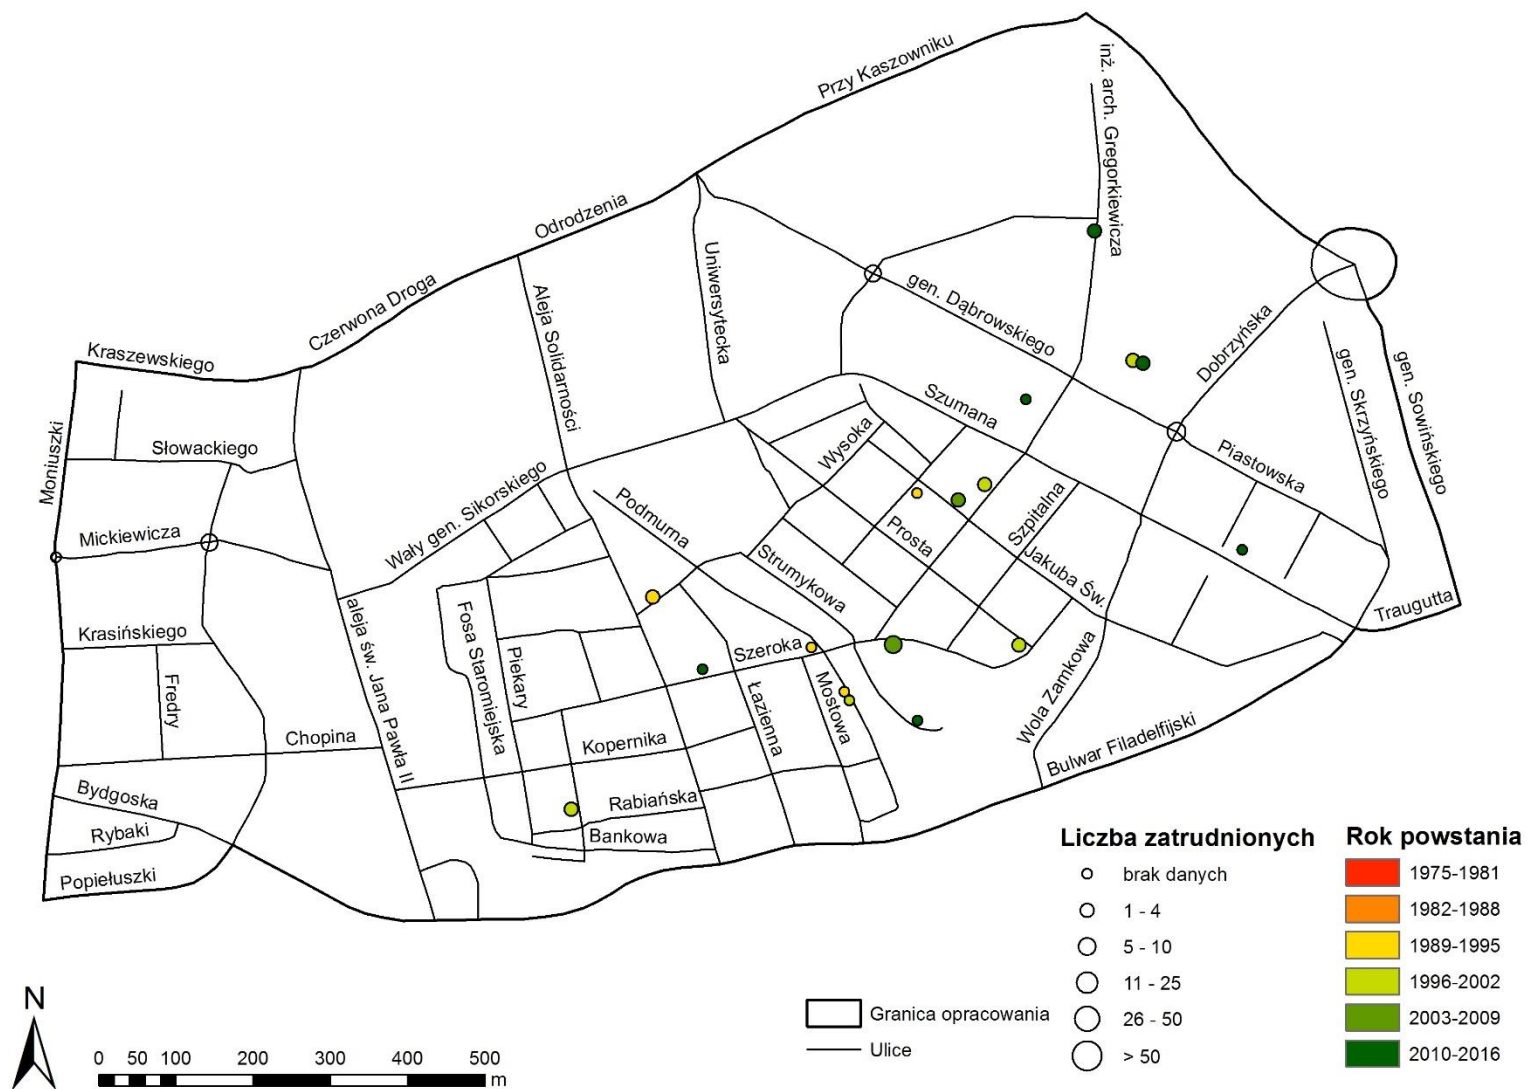 Przy Kaszowniku
inż. arch. Gregorkiewicza
Odrodzenia
Uniwersytecka
Czerwona Droga
Aleja Solidarności
gen. Dąbrowskiego
Dobrzyńska
gen. Skrzyńskiego
gen. Sowińskiego
Kraszewskiego
Moniuszki
Słowackiego
Mickiewicza
Krasińskiego
Fredry
Chopina
Bydgoska
Rybaki
Popiełuszki
aleja św. Jana Pawła II
Wały gen. Sikorskiego
Podmurna
Fosa Staromiejska
Piekary
Kopernika
Rabiańska
Bankowa
Szeroka
Łazienna
Mostowa
Strumykowa
Wysoka
Szumana
Prosta
Szpitalna
Jakuba Św.
Piastowska
Traugutta
Wola Zamkowa
Bulwar Filadelfijski
Liczba zatrudnionych
brak danych
1 - 4
5 - 10
11 - 25
26 - 50
> 50
Rok powstania
1975-1981
1982-1988
1989-1995
1996-2002
2003-2009
2010-2016
Granica opracowania
Ulice
N
0 50 100 200 300 400 500
m